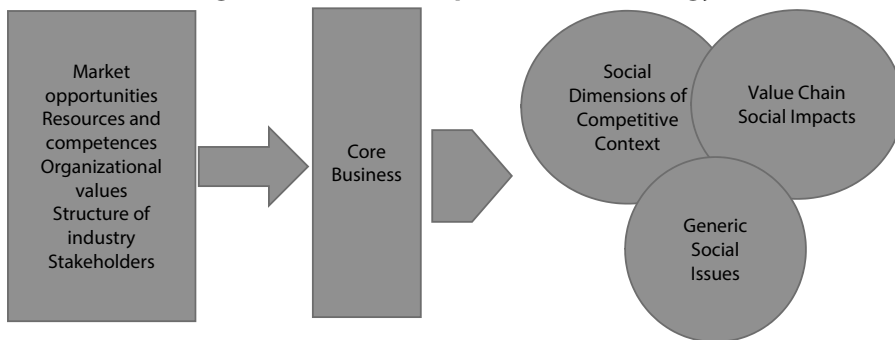 Market
opportunities
Resources and
competences
Organizational
values
Structure of
industry
Stakeholders
Core
Business
Social
Dimensions of
Competitive
Context
Value Chain
Social Impacts
Generic
Social
Issues